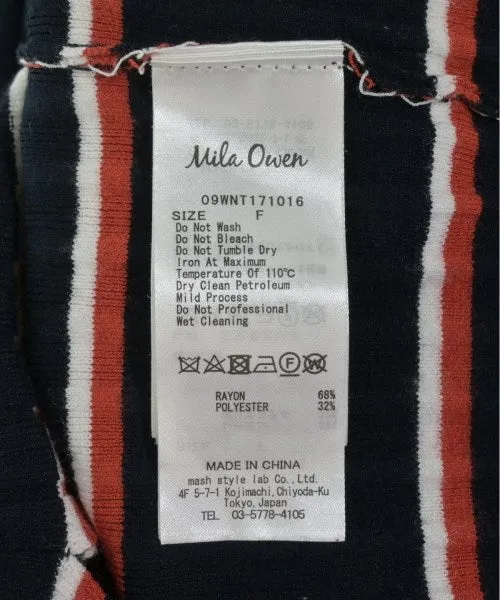 Mila Owen
09WNT171016
SIZE F
Do Not Wash
Do Not Bleach
Do Not Tumble Dry
Iron At Maximum
Temperature Of 110℃
Dry Clean Petroleum
Mild Process
Do Not Professional
Wet Cleaning
RAYON 68%
POLYESTER 32%
MADE IN CHINA
mash style lab Co.,Ltd.
4F 5-7-1 Kojimachi,Chiyoda-Ku
Tokyo,Japan
TEL 03-5778-4105